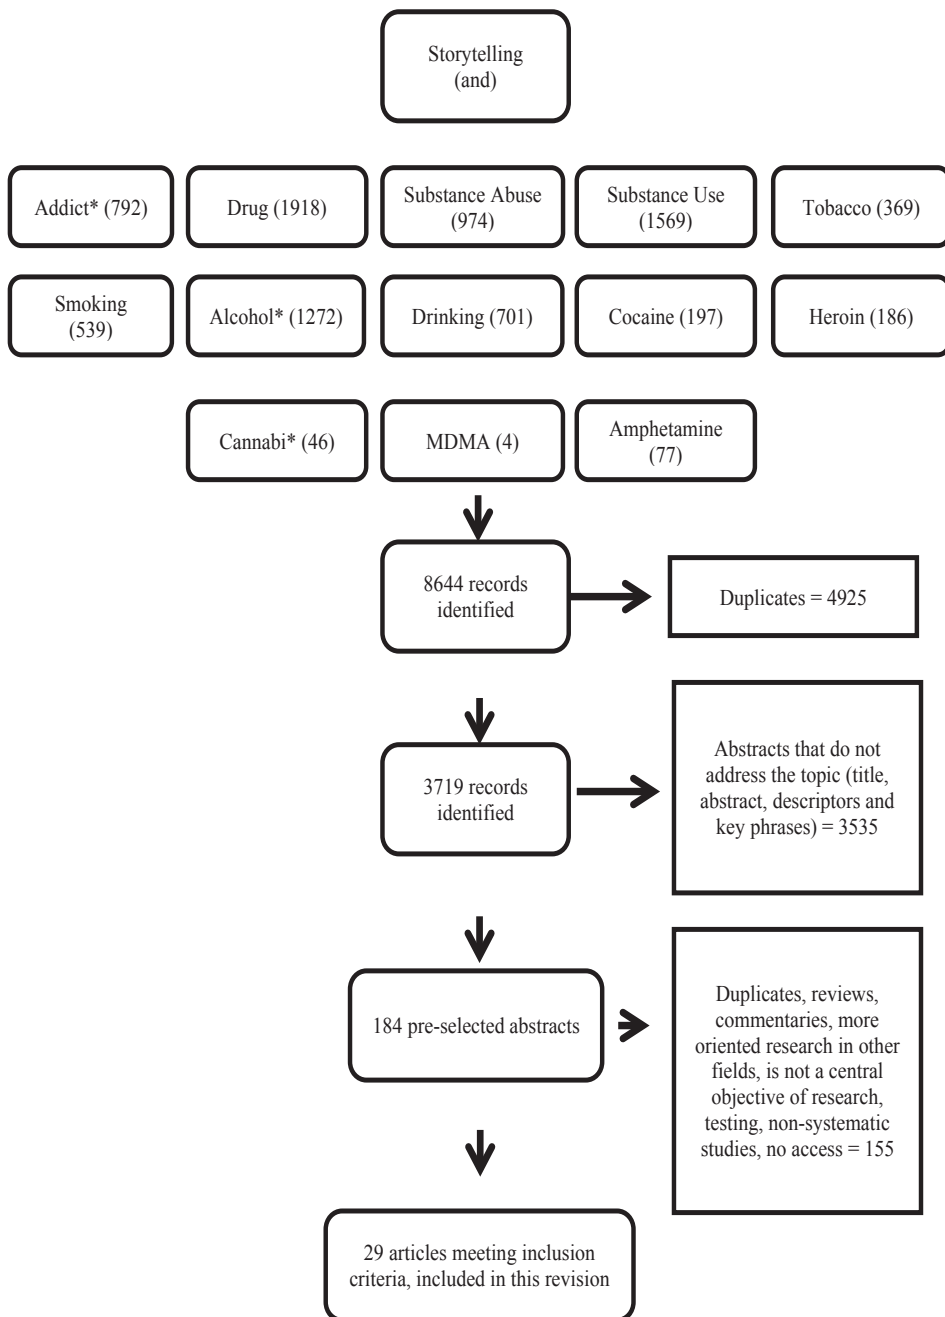 Storytelling
(and)
Addict* (792)
Drug (1918)
Substance Abuse
(974)
Substance Use
(1569)
Tobacco (369)
Smoking
(539)
Alcohol* (1272)
Drinking (701)
Cocaine (197)
Heroin (186)
Cannabi* (46)
MDMA (4)
Amphetamine
(77)
8644 records
identified
Duplicates = 4925
3719 records
identified
Abstracts that do not
address the topic (title,
abstract, descriptors and
key phrases) = 3535
184 pre-selected abstracts
Duplicates, reviews,
commentaries, more
oriented research in other
fields, is not a central
objective of research,
testing, non-systematic
studies, no access = 155
29 articles meeting inclusion
criteria, included in this revision